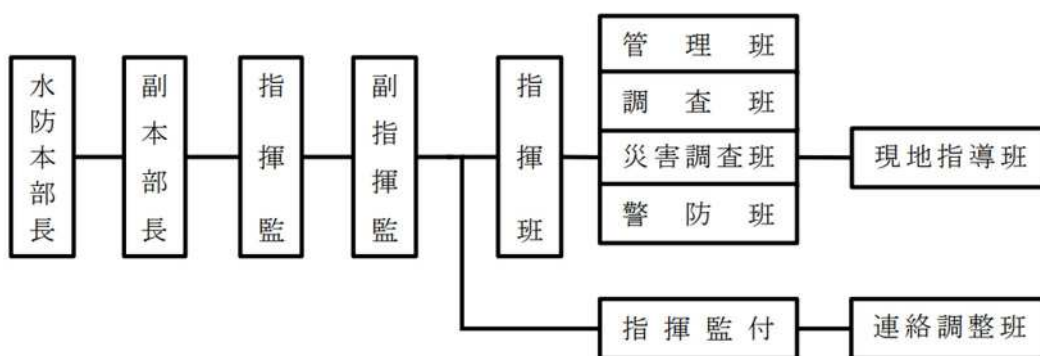 水防本部長
副本部長
指揮監
副指揮監
指揮班
管理班
調査班
災害調査班
警防班
現地指導班
指揮監付
連絡調整班